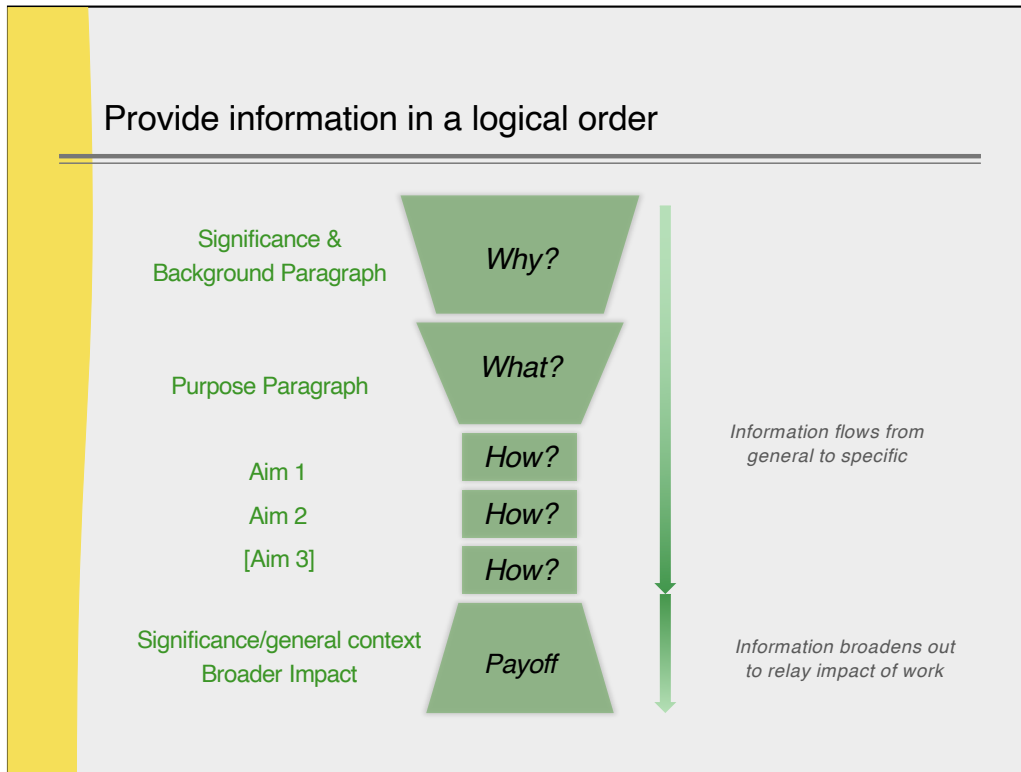 Provide information in a logical order
Significance &
Background Paragraph
Why?
Purpose Paragraph
What?
Aim 1
How?
Aim 2
How?
[Aim 3]
How?
Information flows from
general to specific
Significance/general context
Broader Impact
Payoff
Information broadens out
to relay impact of work